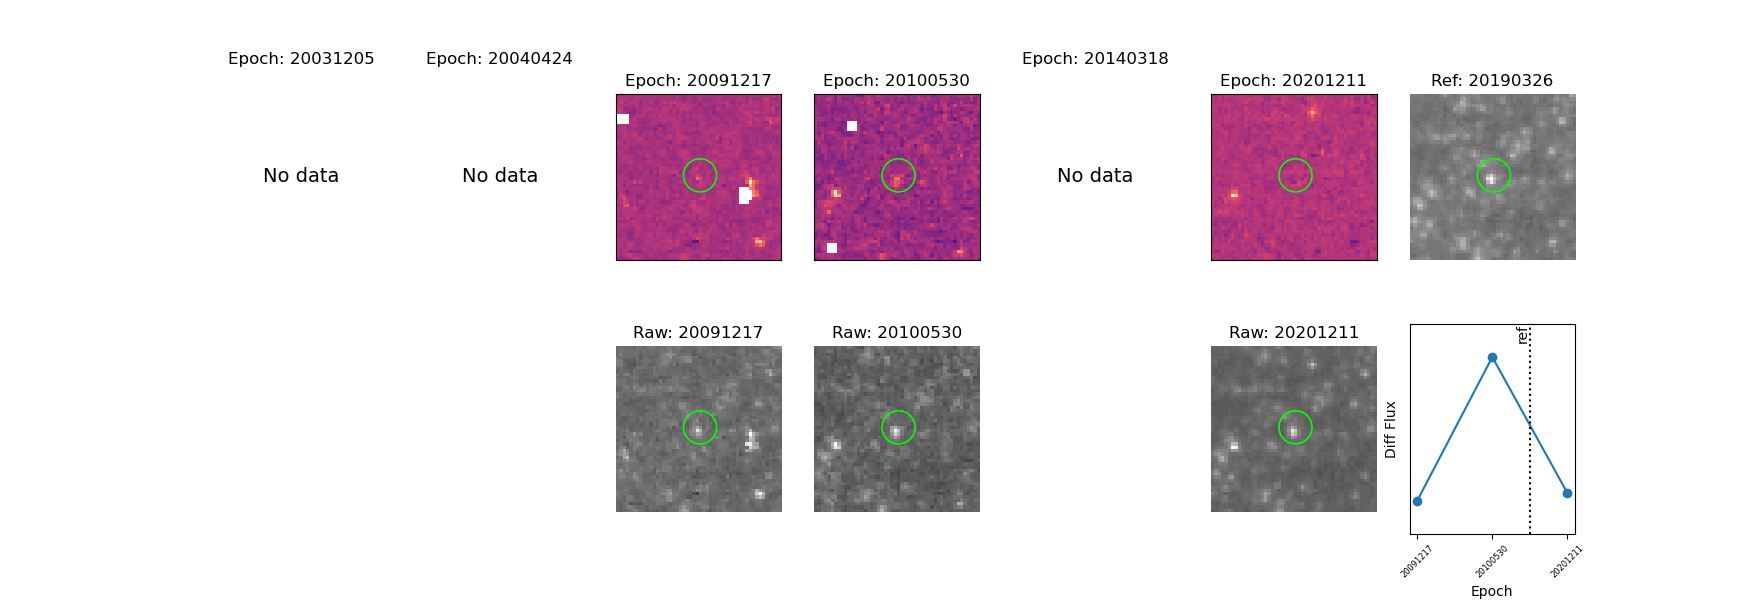 Epoch: 20031205
Epoch: 20040424
Epoch: 20091217
Epoch: 20100530
Epoch: 20140318
Epoch: 20201211
Ref: 20190326
No data
No data
No data
Raw: 20091217
Raw: 20100530
Raw: 20201211
ref
Diff Flux
20091217
20100530
20201211
Epoch